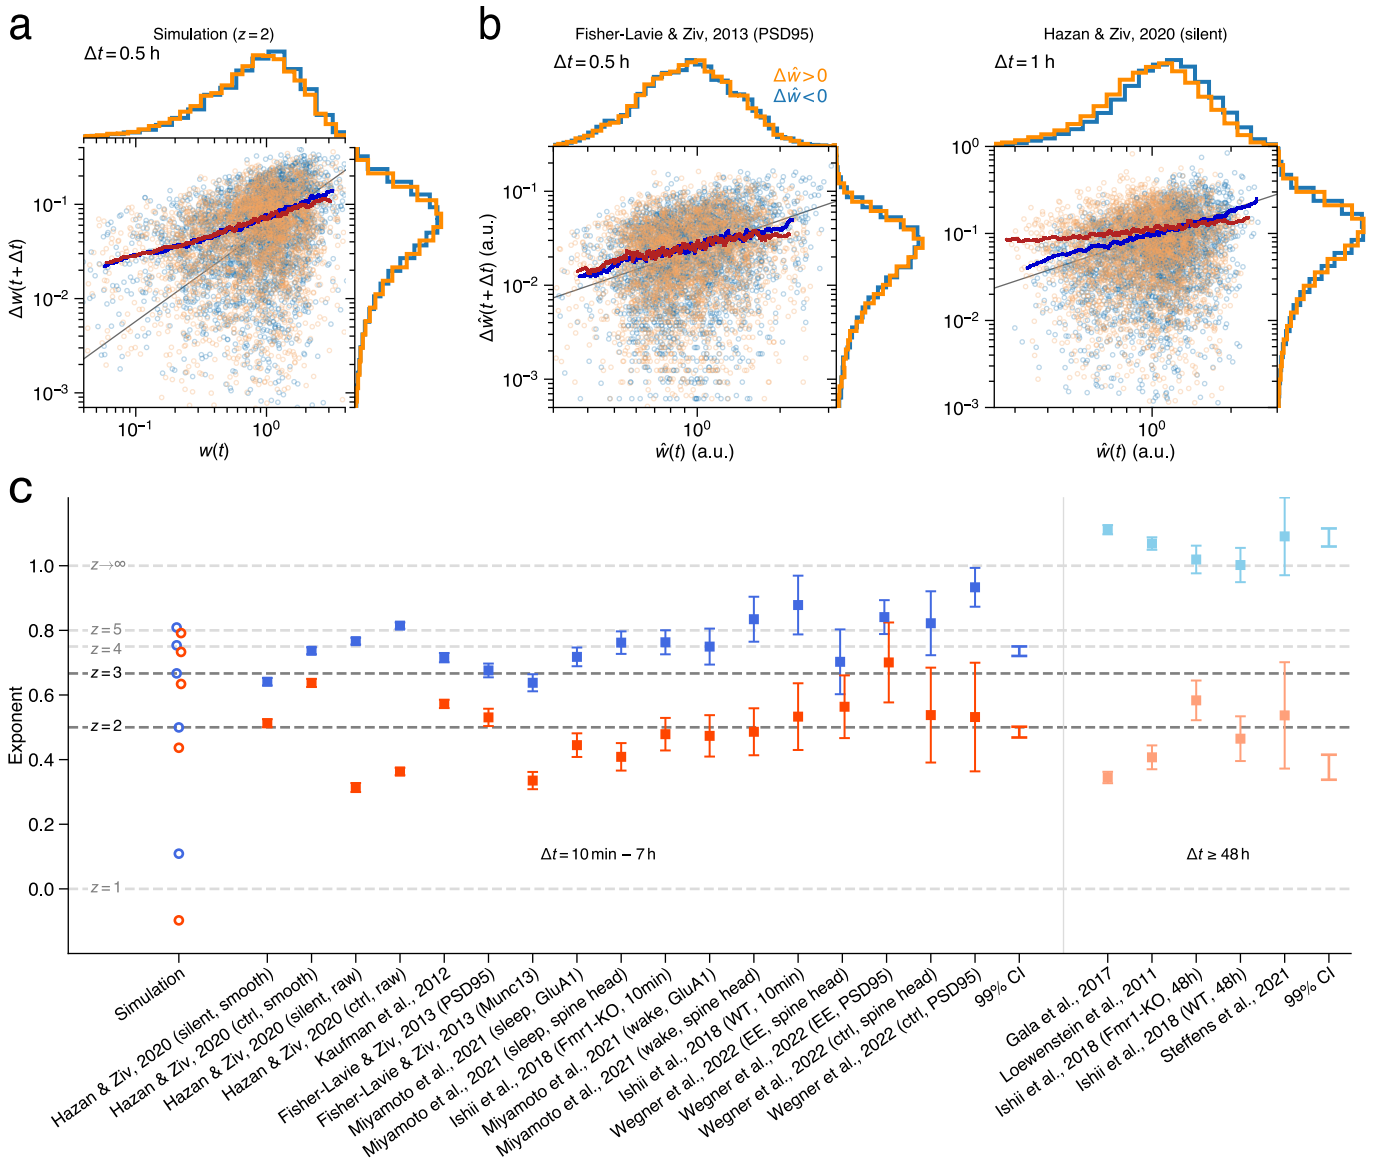 a
Simulation (z = 2)
Δt = 0.5 h
Δw(t + Δt)
10⁻¹
10⁻²
10⁻³
10⁻¹
10⁰
w(t)
b
Fisher-Lavie & Ziv, 2013 (PSD95)
Δt = 0.5 h
Δŵ>0
Δŵ<0
Δŵ(t + Δt) (a.u.)
10⁻¹
10⁻²
10⁻³
10⁰
ŵ(t) (a.u.)
Hazan & Ziv, 2020 (silent)
Δt = 1 h
10⁰
10⁻¹
10⁻²
10⁻³
10⁰
ŵ(t) (a.u.)
c
Exponent
1.0
0.8
0.6
0.4
0.2
0.0
z→∞
z = 5
z = 4
z = 3
z = 2
z = 1
Δt = 10 min − 7 h
Δt ≥ 48 h
Simulation
Hazan & Ziv, 2020 (silent, smooth)
Hazan & Ziv, 2020 (ctrl, smooth)
Hazan & Ziv, 2020 (silent, raw)
Hazan & Ziv, 2020 (ctrl, raw)
Kaufman et al., 2012
Fisher-Lavie & Ziv, 2013 (PSD95)
Fisher-Lavie & Ziv, 2013 (Munc13)
Miyamoto et al., 2021 (sleep, GluA1)
Miyamoto et al., 2021 (sleep, spine head)
Ishii et al., 2018 (Fmr1-KO, 10min)
Miyamoto et al., 2021 (wake, GluA1)
Miyamoto et al., 2021 (wake, spine head)
Ishii et al., 2018 (WT, 10min)
Wegner et al., 2022 (EE, spine head)
Wegner et al., 2022 (EE, PSD95)
Wegner et al., 2022 (ctrl, spine head)
Wegner et al., 2022 (ctrl, PSD95)
99% CI
Gala et al., 2017
Loewenstein et al., 2011
Ishii et al., 2018 (Fmr1-KO, 48h)
Ishii et al., 2018 (WT, 48h)
Steffens et al., 2021
99% CI